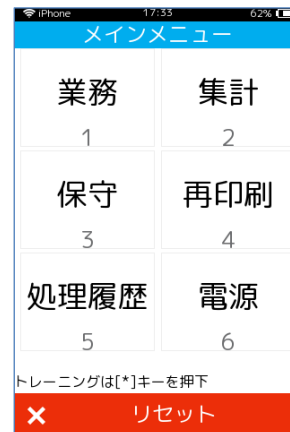 iPhone 17:33 62%
メインメニュー
業務 集計
1 2
保守 再印刷
3 4
処理履歴 電源
5 6
トレーニングは[*]キーを押下
× リセット